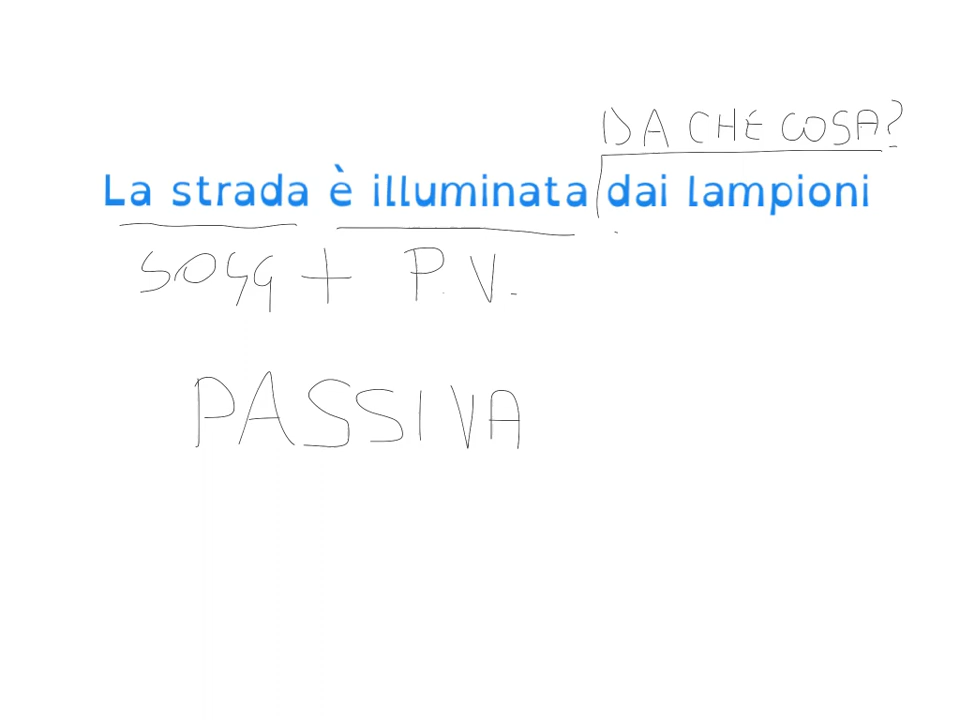 DA CHE COSA?
La strada è illuminata dai lampioni
SOGG + P.V.
PASSIVA